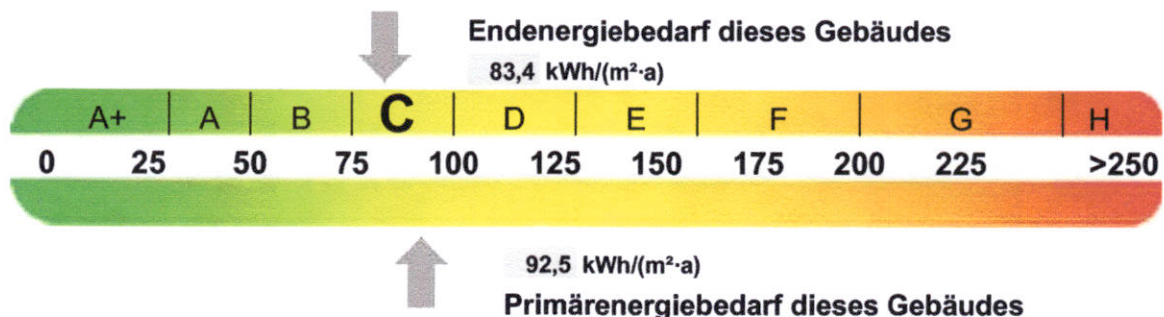 Endenergiebedarf dieses Gebäudes
83,4 kWh/(m²·a)
A+ A B C D E F G H
0 25 50 75 100 125 150 175 200 225 >250
92,5 kWh/(m²·a)
Primärenergiebedarf dieses Gebäudes